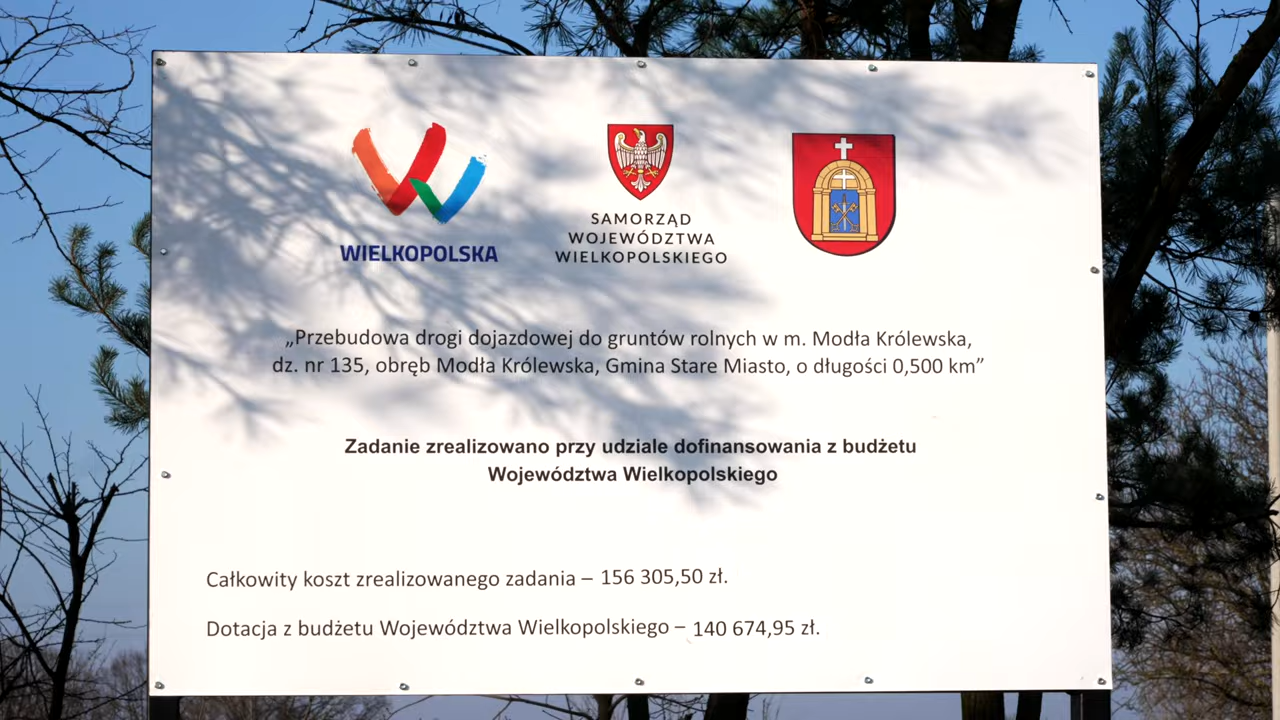 WIELKOPOLSKA
SAMORZĄD
WOJEWÓDZTWA
WIELKOPOLSKIEGO
„Przebudowa drogi dojazdowej do gruntów rolnych w m. Modła Królewska,
dz. nr 135, obręb Modła Królewska, Gmina Stare Miasto, o długości 0,500 km”
Zadanie zrealizowano przy udziale dofinansowania z budżetu
Województwa Wielkopolskiego
Całkowity koszt zrealizowanego zadania – 156 305,50 zł.
Dotacja z budżetu Województwa Wielkopolskiego – 140 674,95 zł.